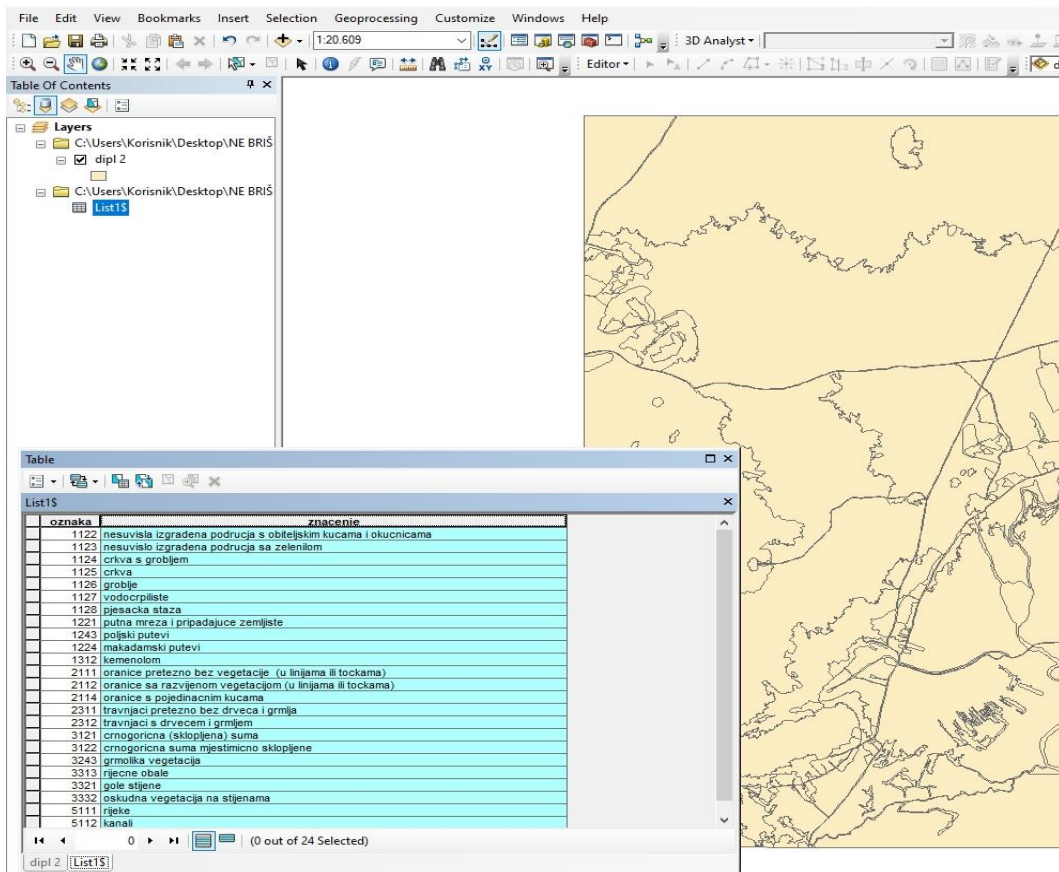 File Edit View Bookmarks Insert Selection Geoprocessing Customize Windows Help
1:20.609 3D Analyst
Editor
Table Of Contents
Layers
C:\Users\Korisnik\Desktop\NE BRIŠ
dipl 2
C:\Users\Korisnik\Desktop\NE BRIŠ
List1$
Table
List1$
oznaka znacenie
1122 nesuvisla izgradena podrucja s obiteljskim kucama i okucnicama
1123 nesuvislo izgradena podrucja sa zelenilom
1124 crkva s grobljem
1125 crkva
1126 groblje
1127 vodocrpiliste
1128 pjesacka staza
1221 putna mreza i pripadajuce zemljiste
1243 poljski putevi
1224 makadamski putevi
1312 kemenolom
2111 oranice pretezno bez vegetacije (u linijama ili tockama)
2112 oranice sa razvijenom vegetacijom (u linijama ili tockama)
2114 oranice s pojedinacnim kucama
2311 travnjaci pretezno bez drveca i grmlja
2312 travnjaci s drvecem i grmljem
3121 crnogoricna (sklopljena) suma
3122 crnogoricna suma mjestimicno sklopljene
3243 grmolika vegetacija
3313 rijecne obale
3321 gole stijene
3332 oskudna vegetacija na stijenama
5111 rijeke
5112 kanali
0 (0 out of 24 Selected)
dipl 2 List1$